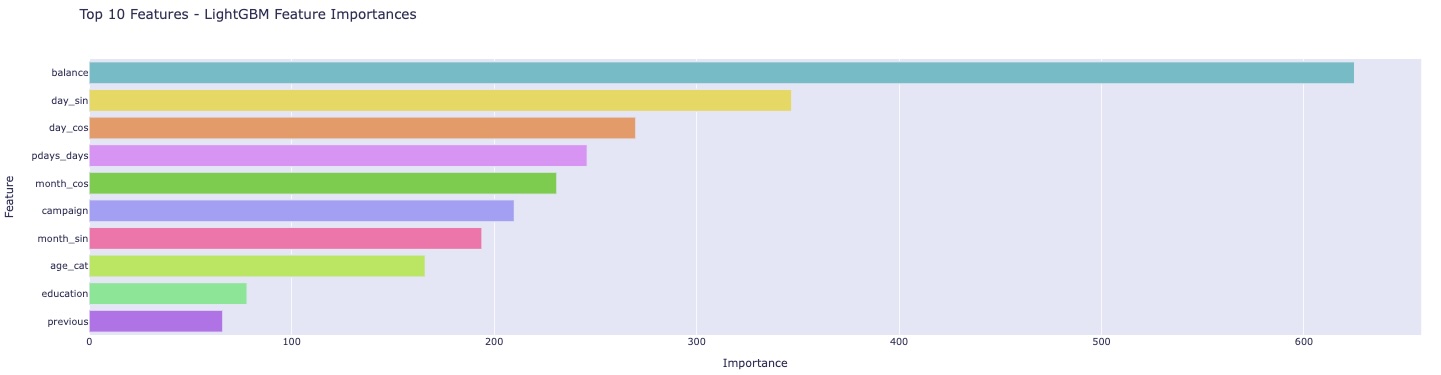 Top 10 Features - LightGBM Feature Importances
Feature
balance
day_sin
day_cos
pdays_days
month_cos
campaign
month_sin
age_cat
education
previous
0 100 200 300 400 500 600
Importance